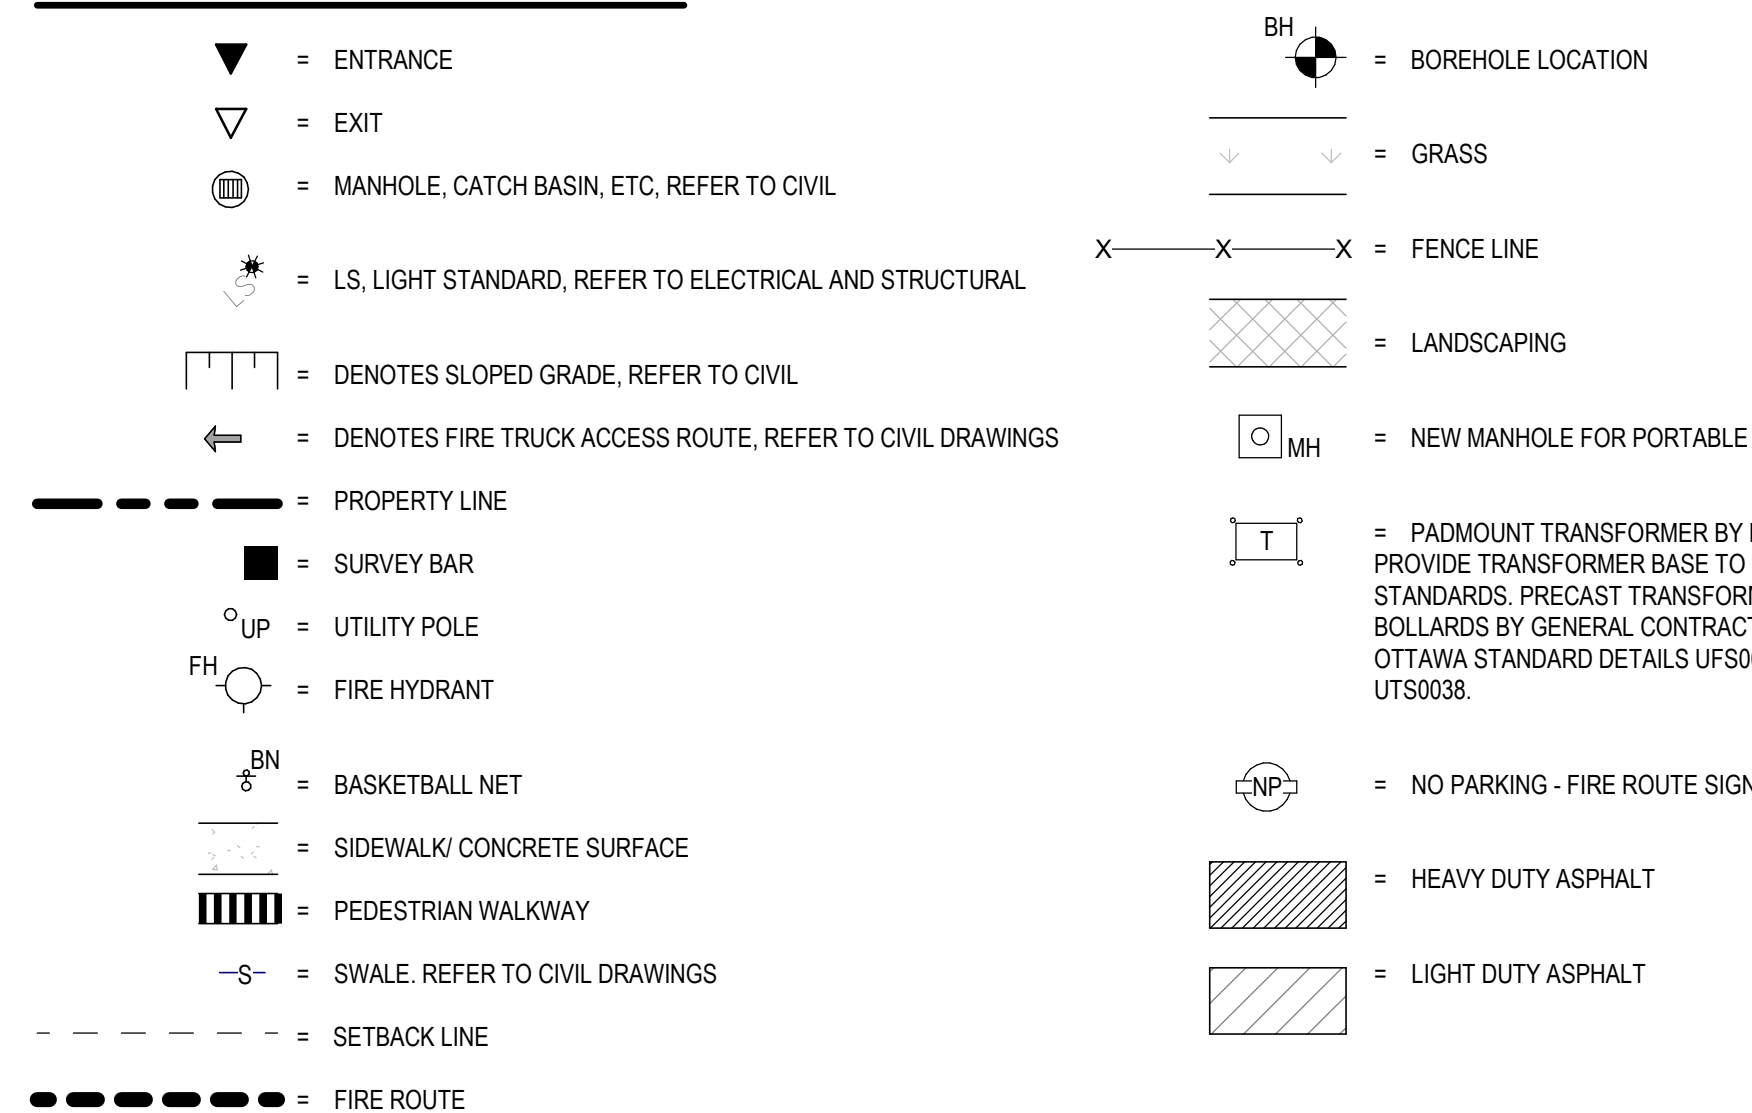 = ENTRANCE
= EXIT
= MANHOLE, CATCH BASIN, ETC, REFER TO CIVIL
LS = LS, LIGHT STANDARD, REFER TO ELECTRICAL AND STRUCTURAL
= DENOTES SLOPED GRADE, REFER TO CIVIL
= DENOTES FIRE TRUCK ACCESS ROUTE, REFER TO CIVIL DRAWINGS
= PROPERTY LINE
= SURVEY BAR
UP = UTILITY POLE
FH = FIRE HYDRANT
BN = BASKETBALL NET
= SIDEWALK/ CONCRETE SURFACE
= PEDESTRIAN WALKWAY
S = SWALE. REFER TO CIVIL DRAWINGS
= SETBACK LINE
= FIRE ROUTE
BH = BOREHOLE LOCATION
= GRASS
X X X = FENCE LINE
= LANDSCAPING
MH = NEW MANHOLE FOR PORTABLE
T = PADMOUNT TRANSFORMER BY
PROVIDE TRANSFORMER BASE TO
STANDARDS. PRECAST
BOLLARDS BY GENERAL
OTTAWA STANDARD DETAILS
UTS0038.
NP = NO PARKING - FIRE ROUTE SIGN
= HEAVY DUTY ASPHALT
= LIGHT DUTY ASPHALT